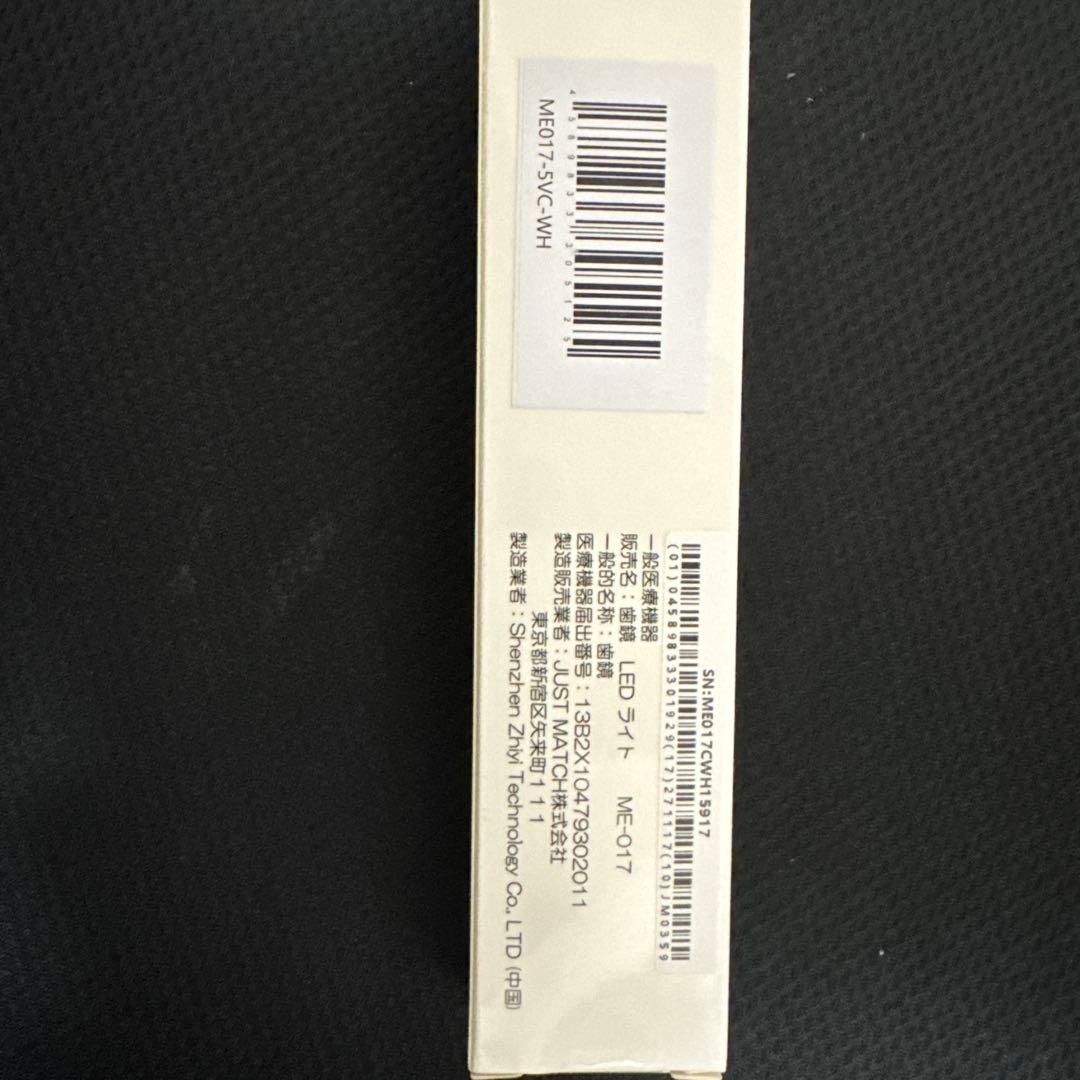 4589833305125
ME017-5VC-WH
SN:ME017CWH15917
(01)04589833301929(17)271117(10)JM0359
一般医療機器
販売名：歯鏡 LED ライト ME-017
一般的名称：歯鏡
医療機器届出番号：13B2X10479302011
製造販売業者：JUST MATCH株式会社
東京都新宿区矢来町111
製造業者：Shenzhen Zhiyi Technology Co., LTD (中国)